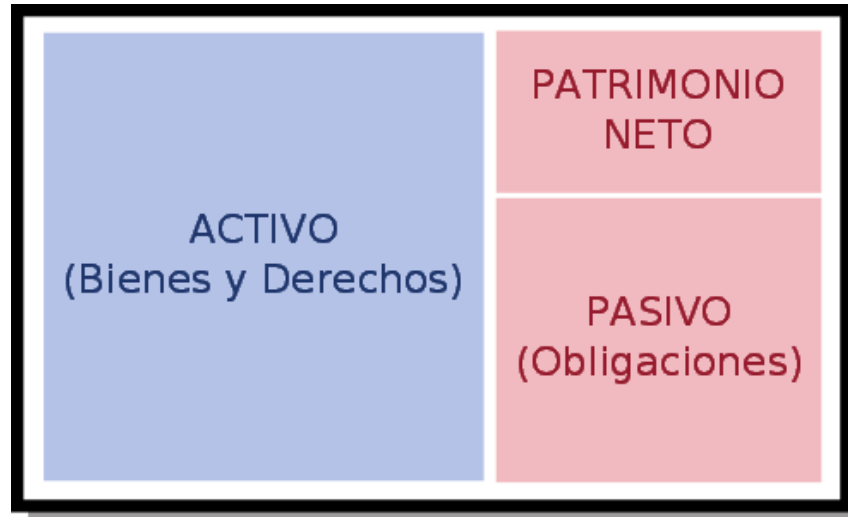 ACTIVO
(Bienes y Derechos)
PATRIMONIO
NETO
PASIVO
(Obligaciones)